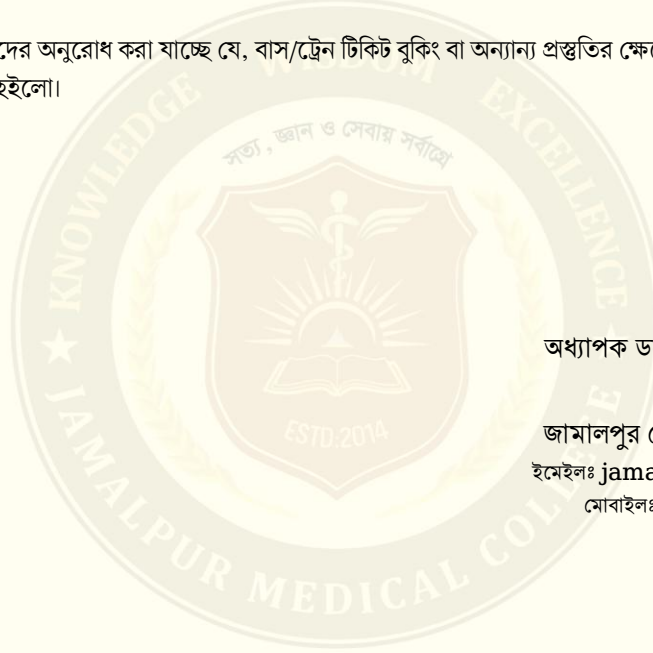 দের অনুরোধ করা যাচ্ছে যে, বাস/ট্রেন টিকিট বুকিং বা অন্যান্য প্রস্তুতির
হইলো।
KNOWLEDGE WISDOM EXCELLENCE
সত্য, জ্ঞান ও সেবায় সর্বাগ্রে
অধ্যাপক
ESTD:2014
জামালপুর
ইমেইলঃ jama
মোবাইলঃ
JAMALPUR MEDICAL COLLEGE